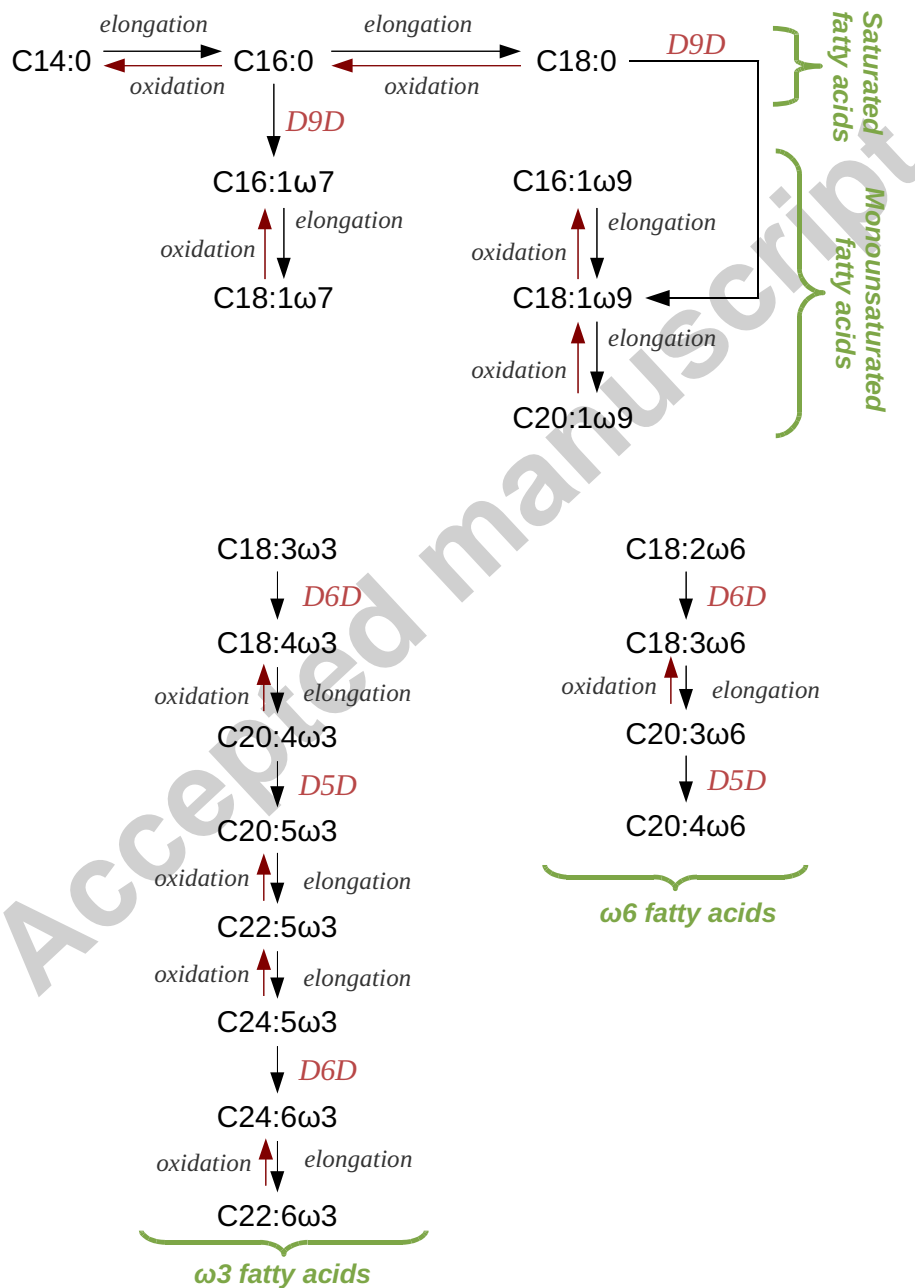 elongation
elongation
C14:0
C16:0
C18:0
D9D
oxidation
oxidation
Saturated
fatty acids
D9D
C16:1ω7
C16:1ω9
elongation
oxidation
elongation
oxidation
C18:1ω7
C18:1ω9
elongation
oxidation
C20:1ω9
Monounsaturated
fatty acids
C18:3ω3
D6D
C18:4ω3
oxidation
elongation
C20:4ω3
D5D
C20:5ω3
oxidation
elongation
C22:5ω3
oxidation
elongation
C24:5ω3
D6D
C24:6ω3
oxidation
elongation
C22:6ω3
ω3 fatty acids
C18:2ω6
D6D
C18:3ω6
oxidation
elongation
C20:3ω6
D5D
C20:4ω6
ω6 fatty acids
Accepted manuscript